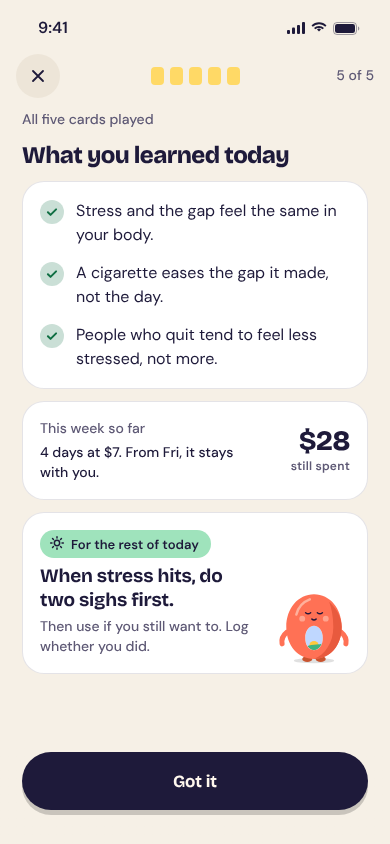 9:41
5 of 5
All five cards played
What you learned today
Stress and the gap feel the same in
your body.
A cigarette eases the gap it made,
not the day.
People who quit tend to feel less
stressed, not more.
This week so far
4 days at $7. From Fri, it stays
with you.
$28
still spent
For the rest of today
When stress hits, do
two sighs first.
Then use if you still want to. Log
whether you did.
Got it